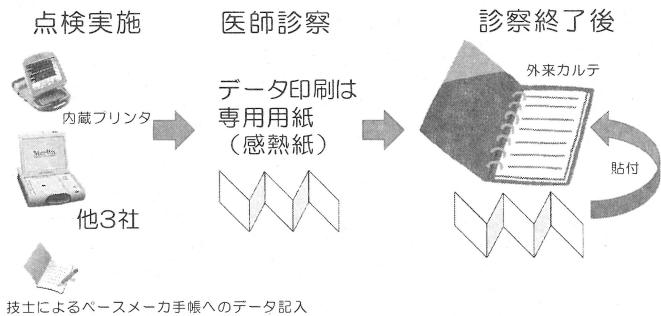 点検実施
医師診察
診察終了後
内蔵プリンタ
データ印刷は
専用用紙
（感熱紙）
外来カルテ
貼付
Merlin
他3社
技士によるペースメーカ手帳へのデータ記入